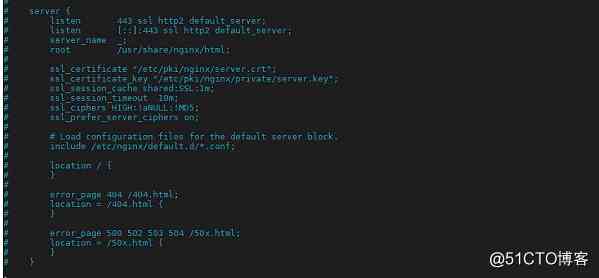 #
#    server {
#        listen       443 ssl http2 default_server;
#        listen       [::]:443 ssl http2 default_server;
#        server_name  _;
#        root         /usr/share/nginx/html;
#
#        ssl_certificate "/etc/pki/nginx/server.crt";
#        ssl_certificate_key "/etc/pki/nginx/private/server.key";
#        ssl_session_cache shared:SSL:1m;
#        ssl_session_timeout  10m;
#        ssl_ciphers HIGH:!aNULL:!MD5;
#        ssl_prefer_server_ciphers on;
#
#        # Load configuration files for the default server block.
#        include /etc/nginx/default.d/*.conf;
#
#        location / {
#        }
#
#        error_page 404 /404.html;
#        location = /404.html {
#        }
#
#        error_page 500 502 503 504 /50x.html;
#        location = /50x.html {
#        }
#    }
@51CTO博客